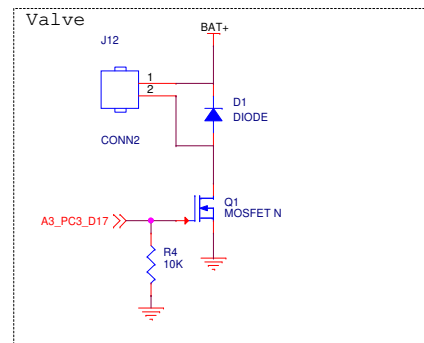 Valve
J12
BAT+
1
2
D1
DIODE
CONN2
Q1
MOSFET N
A3_PC3_D17
R4
10K